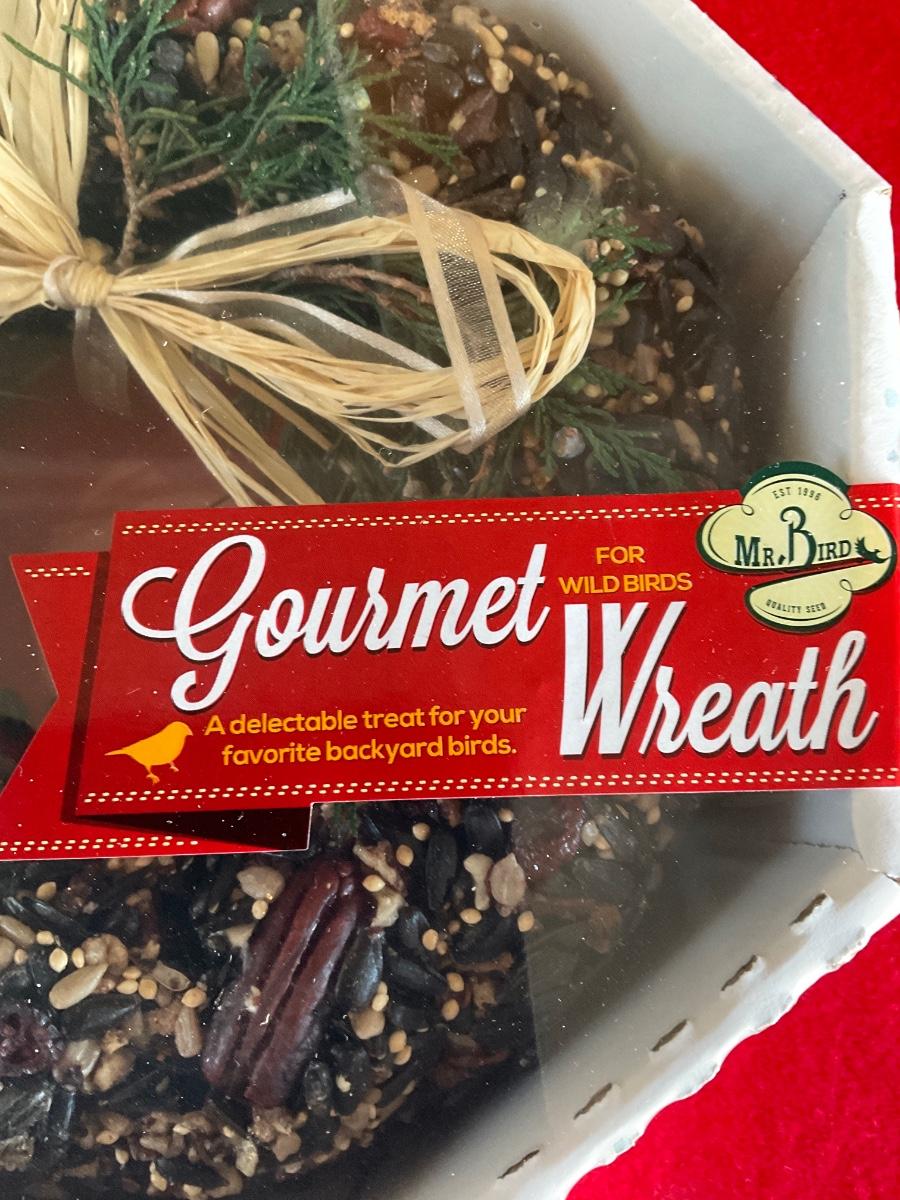 EST 1996
MR. BIRD
QUALITY SEED
Gourmet
FOR
WILD BIRDS
Wreath
A delectable treat for your
favorite backyard birds.